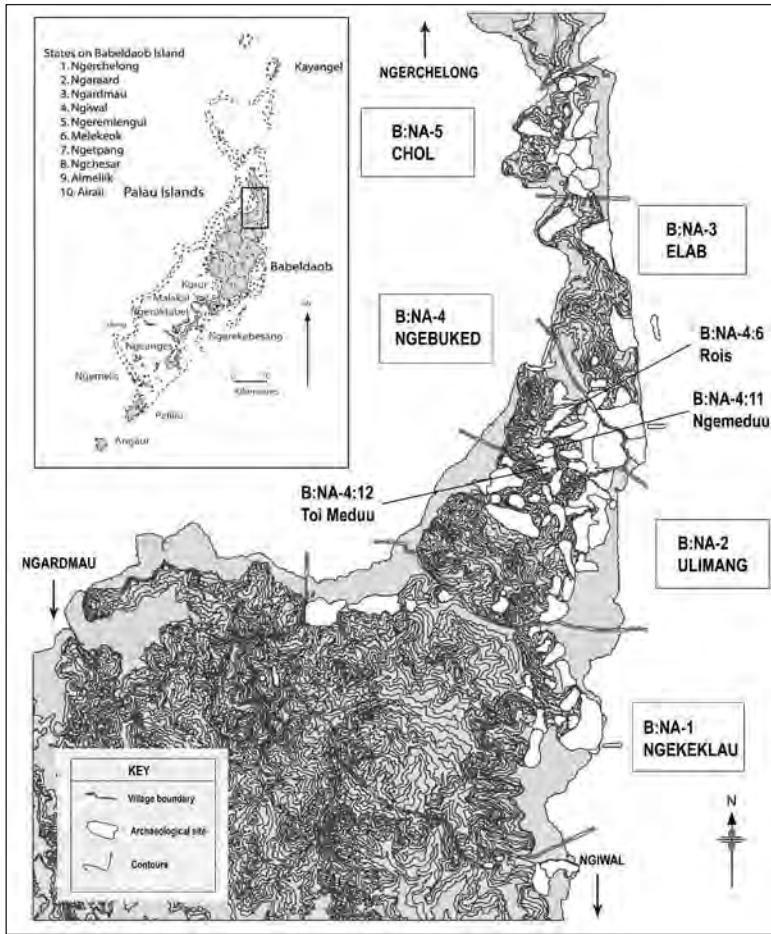 States on Babeldaob Island
1. Ngerchelong
2. Ngaraard
3. Ngardmau
4. Ngiwal
5. Ngeremlengui
6. Melekeok
7. Ngetpang
8. Ngchesar
9. Aimeliik
10. Airaii
Kayangel
Palau Islands
Babeldaob
Koror
Malakal
Ngeruktabel
Ngerekebesang
Ngemelis
Peliliu
Angaur
Kilometres
NGERCHELONG
B:NA-5
CHOL
B:NA-3
ELAB
B:NA-4
NGEBUKED
B:NA-4:6
Rois
B:NA-4:11
Ngemeduu
B:NA-4:12
Toi Meduu
B:NA-2
ULIMANG
NGARDMAU
B:NA-1
NGEKEKLAU
KEY
Village boundary
Archaeological site
Contours
N
NGIWAL